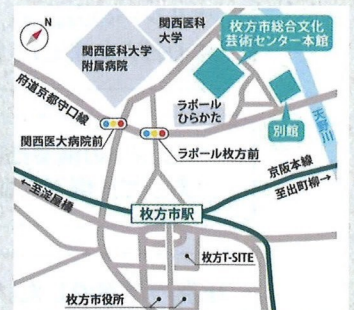 N
関西医科
大学
関西医科大学
附属病院
枚方市総合文化
芸術センター本館
府道京都守口線
ラポール
ひらかた
別館
天野川
関西医大病院前
ラポール枚方前
京阪本線
至出町柳→
←至淀屋橋
枚方市駅
枚方T-SITE
枚方市役所